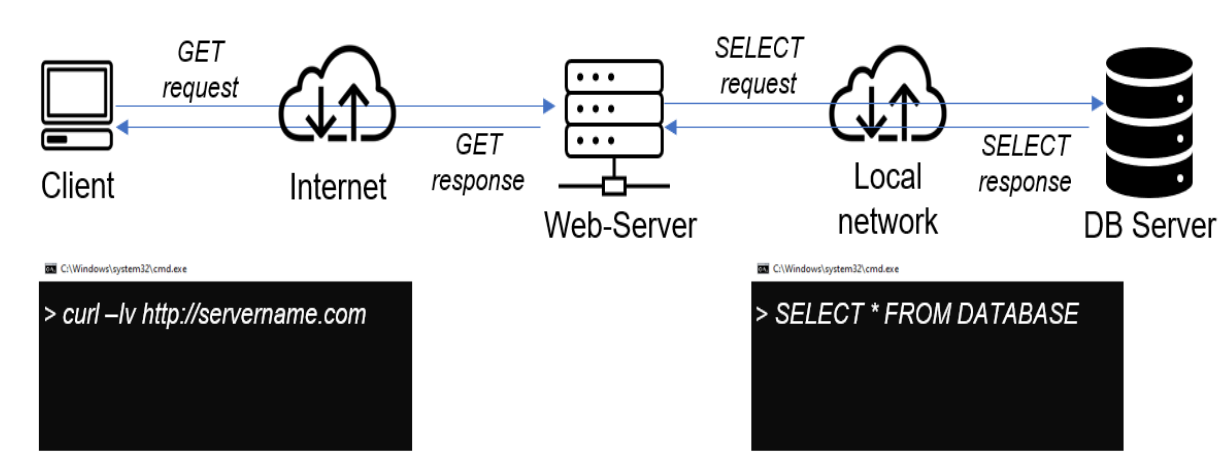 GET
request
SELECT
request
GET
response
SELECT
response
Client
Internet
Web-Server
Local
network
DB Server
C:\Windows\system32\cmd.exe
> curl –Iv http://servername.com
C:\Windows\system32\cmd.exe
> SELECT * FROM DATABASE